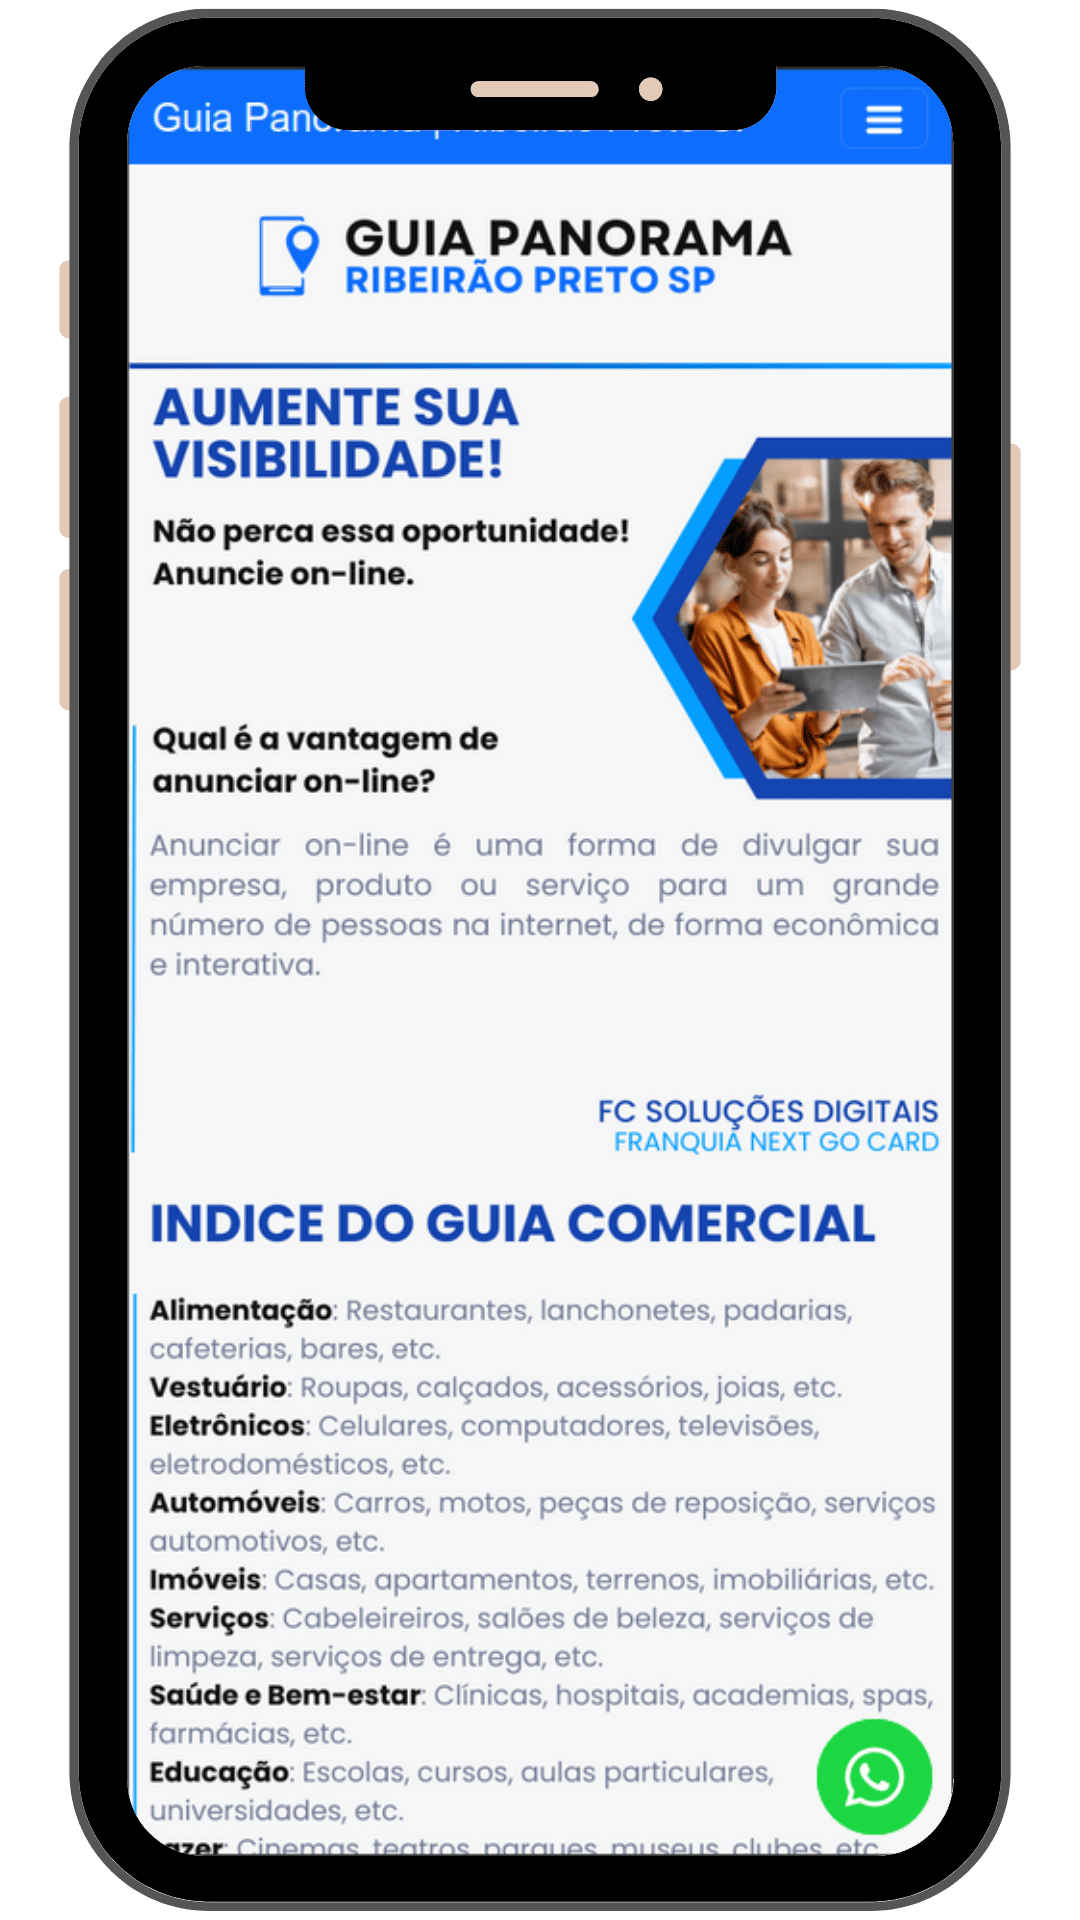 Guia
GUIA PANORAMA
RIBEIRÃO PRETO SP
AUMENTE SUA
VISIBILIDADE!
Não perca essa oportunidade!
Anuncie on-line.
Qual é a vantagem de
anunciar on-line?
Anunciar on-line é uma forma de divulgar sua
empresa, produto ou serviço para um grande
número de pessoas na internet, de forma econômica
e interativa.
FC SOLUÇÕES DIGITAIS
FRANQUIA NEXT GO CARD
INDICE DO GUIA COMERCIAL
Alimentação: Restaurantes, lanchonetes, padarias,
cafeterias, bares, etc.
Vestuário: Roupas, calçados, acessórios, joias, etc.
Eletrônicos: Celulares, computadores, televisões,
eletrodomésticos, etc.
Automóveis: Carros, motos, peças de reposição, serviços
automotivos, etc.
Imóveis: Casas, apartamentos, terrenos, imobiliárias, etc.
Serviços: Cabeleireiros, salões de beleza, serviços de
limpeza, serviços de entrega, etc.
Saúde e Bem-estar: Clínicas, hospitais, academias, spas,
farmácias, etc.
Educação: Escolas, cursos, aulas particulares,
universidades, etc.
Cinemas, teatros, parques, museus, clubes, etc.